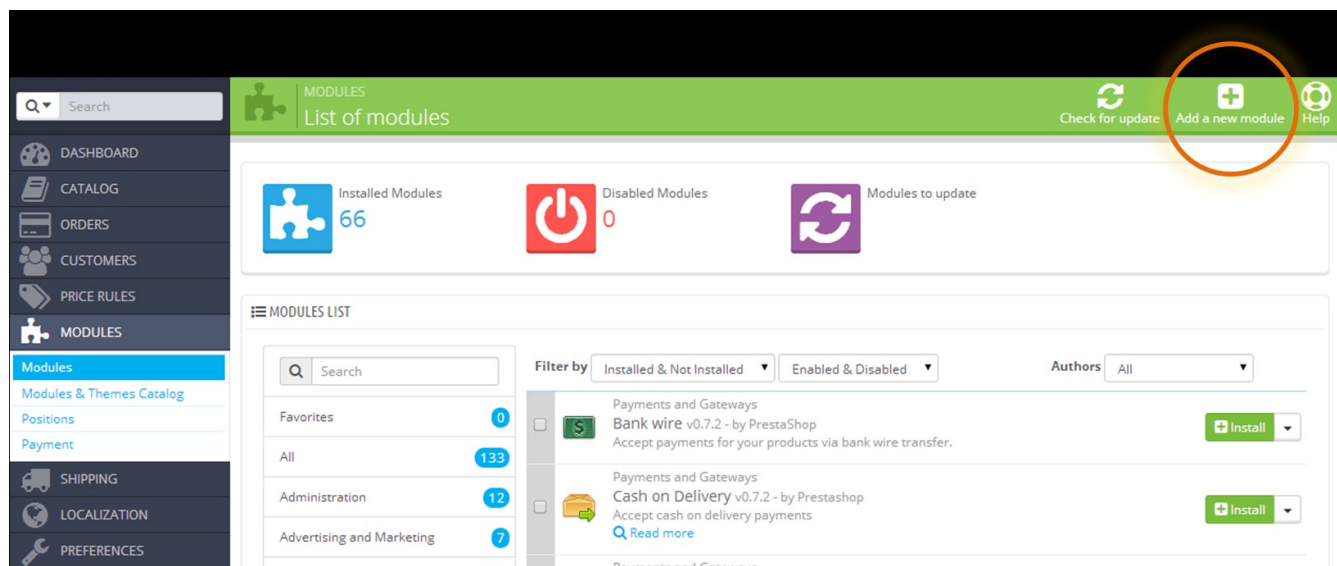 Search
MODULES
List of modules
Check for update
Add a new module
Help
DASHBOARD
CATALOG
ORDERS
CUSTOMERS
PRICE RULES
MODULES
Modules
Modules & Themes Catalog
Positions
Payment
SHIPPING
LOCALIZATION
PREFERENCES
Installed Modules
66
Disabled Modules
0
Modules to update
MODULES LIST
Search
Favorites 0
All 133
Administration 12
Advertising and Marketing 7
Filter by Installed & Not Installed Enabled & Disabled Authors All
Payments and Gateways
Bank wire v0.7.2 - by PrestaShop
Accept payments for your products via bank wire transfer.
Install
Payments and Gateways
Cash on Delivery v0.7.2 - by Prestashop
Accept cash on delivery payments
Read more
Install